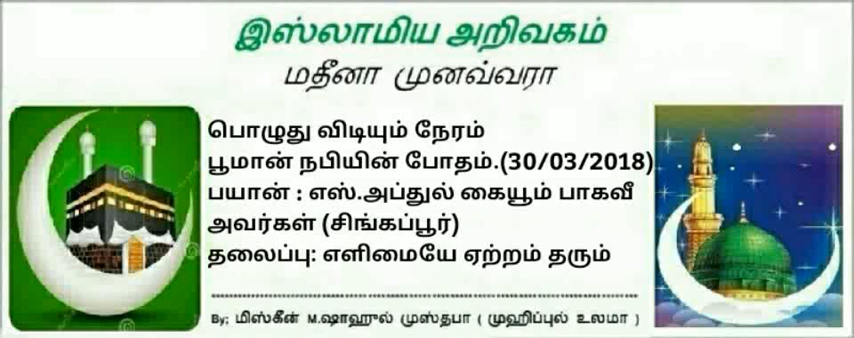 இஸ்லாமிய அறிவகம்
மதீனா முனவ்வரா
பொழுது விடியும் நேரம்
பூமான் நபியின் போதம்.(30/03/2018)
பயான் : எஸ்.அப்துல் கையூம் பாகவீ
அவர்கள் (சிங்கப்பூர்)
தலைப்பு: எளிமையே ஏற்றம் தரும்
By; மிஸ்கீன் M.ஷாஹுல் முஸ்தபா ( முஹிப்புல் உலமா )